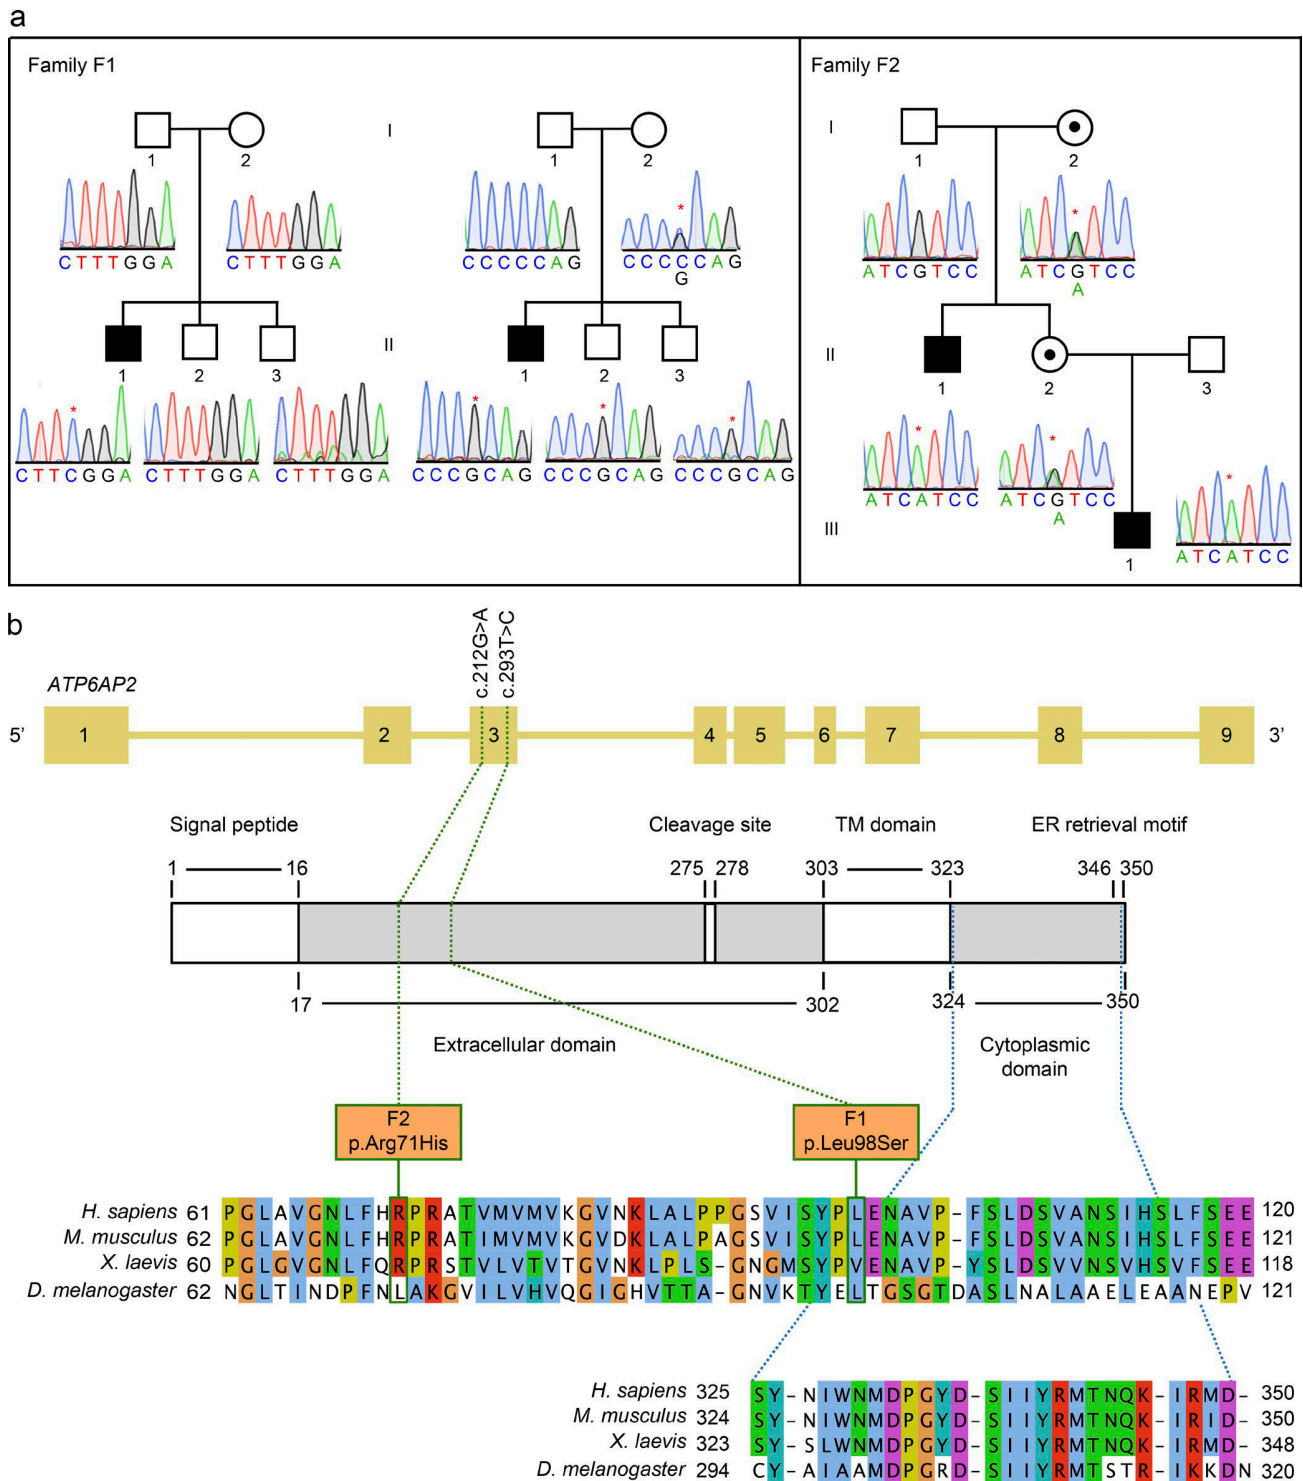 a
Family F1
Family F2
I
I
1 2
1 2
1 2
CTTTGGA
CTTTGGA
CCCCCAG
CCCCCAG
G
*
ATCGTCC
ATCGTCC
A
*
II
II
1 2 3
1 2 3
1 2 3
* * * *
CTTCGGA
CTTTGGA
CTTTGGA
CCCGCAG
CCCGCAG
CCCGCAG
* *
ATCATCC
ATCGTCC
A
III
1
*
ATCATCC
b
c.212G>A
c.293T>C
ATP6AP2
5’ 1 2 3 4 5 6 7 8 9 3’
Signal peptide Cleavage site TM domain ER retrieval motif
1 16 275 278 303 323 346 350
17 302 324 350
Extracellular domain
Cytoplasmic
domain
F2
p.Arg71His
F1
p.Leu98Ser
H. sapiens 61 PGLAVGNLFHRPRATVMVMVKGVNKLALPPGSVISYPLENAVP-FSLDSVANSIHSLFSEE 120
M. musculus 62 PGLAVGNLFHRPRATIMVMVKGVDKLALPAGSVISYPLENAVP-FSLDSVANSIHSLFSEE 121
X. laevis 60 PGLGVGNLFQRPRSTVLVTVTGVNKLPLS-GNGMSYPVENAVP-YSLDSVVNSVHSVFSEE 118
D. melanogaster 62 NGLTINDPFNLAKGVILVHVQGIGHVTTA-GNVKTYELTGSGTDASLNALAAELEAANEPV 121
H. sapiens 325 SY-NIWNMDPGYD-SIIYRMTNQK-IRMD- 350
M. musculus 324 SY-NIWNMDPGYD-SIIYRMTNQK-IRID- 350
X. laevis 323 SY-SLWNMDPGYD-SIIYRMTNQK-IRMD- 348
D. melanogaster 294 CY-AIAAMDPGRD-SIIYRMTSTR-IKKDN 320